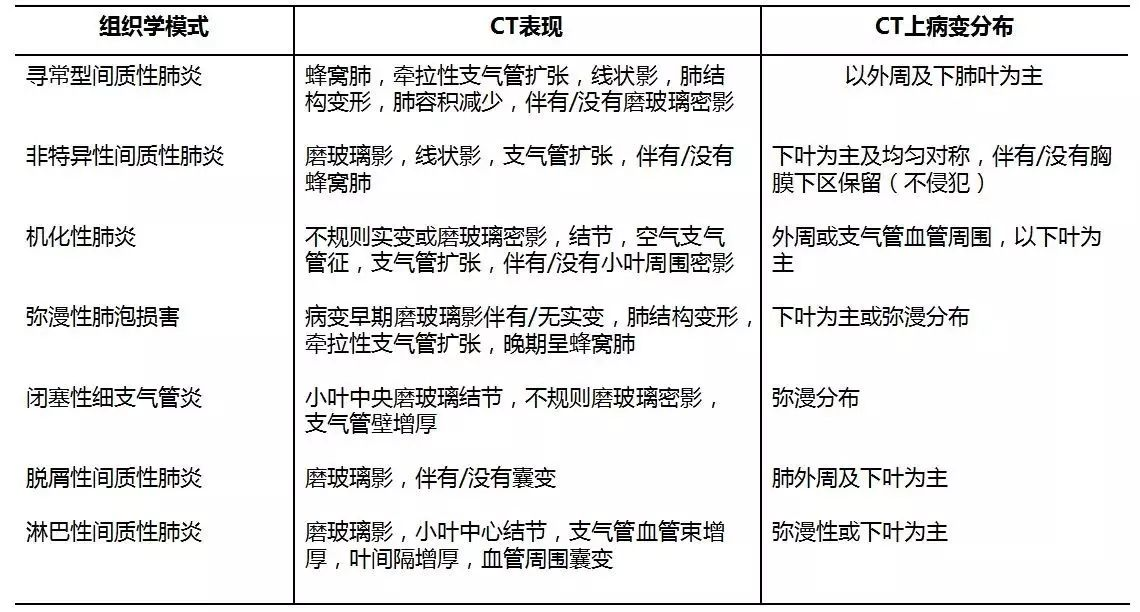 组织学模式
CT表现
CT上病变分布
寻常型间质性肺炎
蜂窝肺，牵拉性支气管扩张，线状影，肺结
构变形，肺容积减少，伴有/没有磨玻璃密影
以外周及下肺叶为主
非特异性间质性肺炎
磨玻璃影，线状影，支气管扩张，伴有/没有
蜂窝肺
下叶为主及均匀对称，伴有/没有胸
膜下区保留（不侵犯）
机化性肺炎
不规则实变或磨玻璃密影，结节，空气支气
管征，支气管扩张，伴有/没有小叶周围密影
外周或支气管血管周围，以下叶为
主
弥漫性肺泡损害
病变早期磨玻璃影伴有/无实变，肺结构变形，
牵拉性支气管扩张，晚期呈蜂窝肺
下叶为主或弥漫分布
闭塞性细支气管炎
小叶中央磨玻璃结节，不规则磨玻璃密影，
支气管壁增厚
弥漫分布
脱屑性间质性肺炎
磨玻璃影，伴有/没有囊变
肺外周及下叶为主
淋巴性间质性肺炎
磨玻璃影，小叶中心结节，支气管血管束增
厚，叶间隔增厚，血管周围囊变
弥漫性或下叶为主